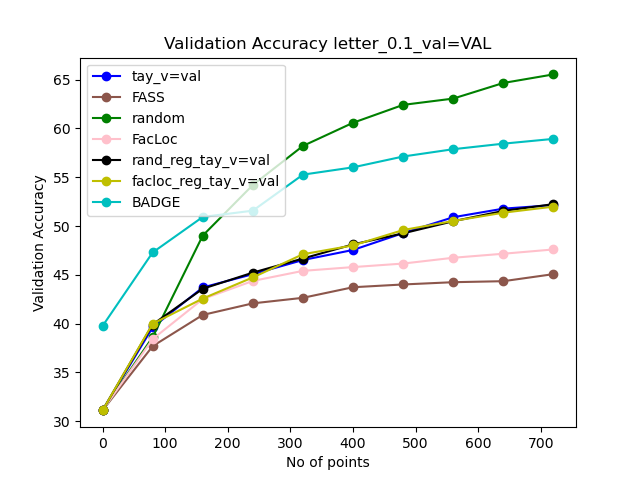 Validation Accuracy letter_0.1_val=VAL
tay_v=val
FASS
random
FacLoc
rand_reg_tay_v=val
facloc_reg_tay_v=val
BADGE
Validation Accuracy
65
60
55
50
45
40
35
30
0 100 200 300 400 500 600 700
No of points